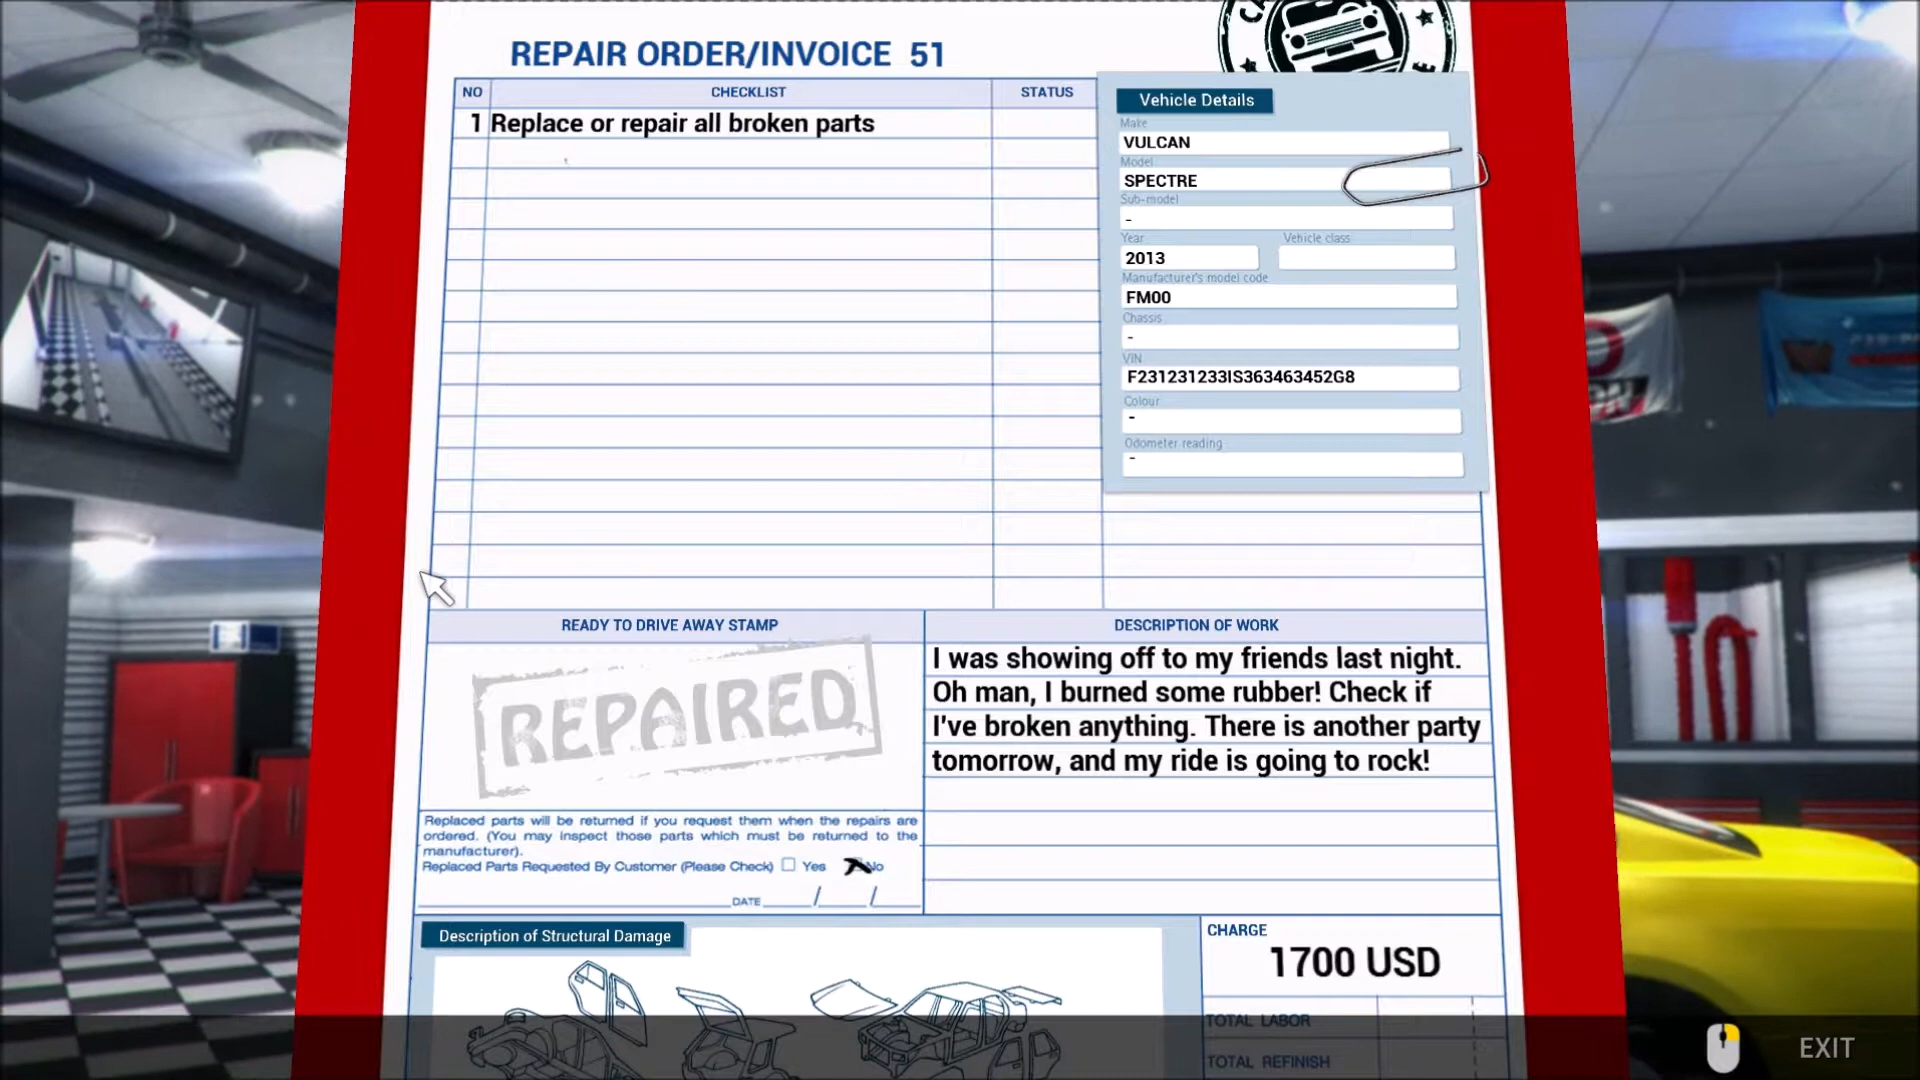 REPAIR ORDER/INVOICE 51
NO CHECKLIST STATUS
1 Replace or repair all broken parts
Vehicle Details
Make
VULCAN
Model
SPECTRE
Sub-model
-
Year Vehicle class
2013
Manufacturer's model code
FM00
Chassis
-
VIN
F231231233IS363463452G8
Colour
-
Odometer reading
-
READY TO DRIVE AWAY STAMP
REPAIRED
Replaced parts will be returned if you request them when the repairs are
ordered. (You may inspect those parts which must be returned to the
manufacturer).
Replaced Parts Requested By Customer (Please Check) Yes No
DATE / /
DESCRIPTION OF WORK
I was showing off to my friends last night.
Oh man, I burned some rubber! Check if
I've broken anything. There is another party
tomorrow, and my ride is going to rock!
Description of Structural Damage
CHARGE
1700 USD
TOTAL LABOR
TOTAL REFINISH
EXIT